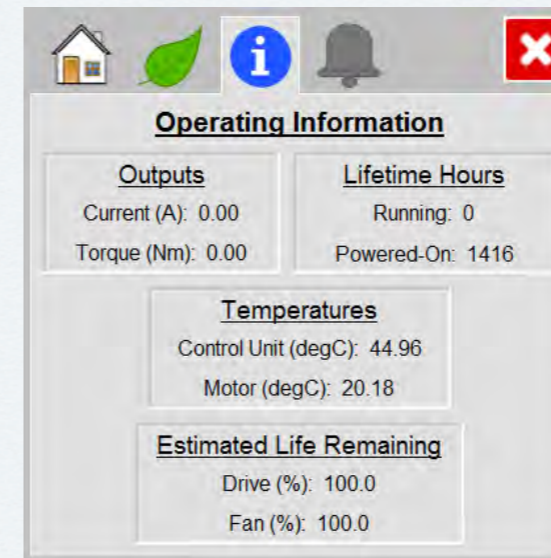 Operating Information
Outputs
Current (A): 0.00
Torque (Nm): 0.00
Lifetime Hours
Running: 0
Powered-On: 1416
Temperatures
Control Unit (degC): 44.96
Motor (degC): 20.18
Estimated Life Remaining
Drive (%): 100.0
Fan (%): 100.0